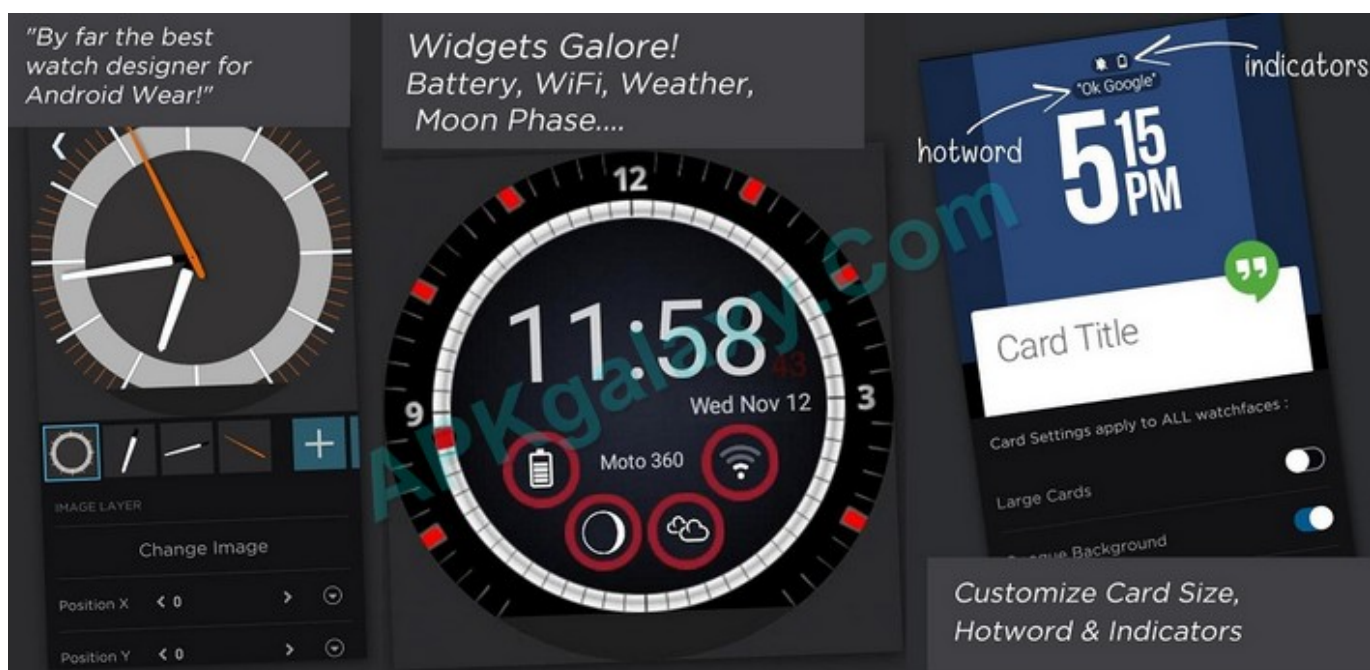 "By far the best
watch designer for
Android Wear!"
IMAGE LAYER
Change Image
Position X < 0 >
Position Y < 0 >
Widgets Galore!
Battery, WiFi, Weather,
Moon Phase....
12
3
9
11:58
43
Wed Nov 12
Moto 360
APKgalaxy.Com
indicators
"Ok Google"
hotword
5 15
PM
Card Title
Card Settings apply to ALL watchfaces :
Large Cards
Background
Customize Card Size,
Hotword & Indicators